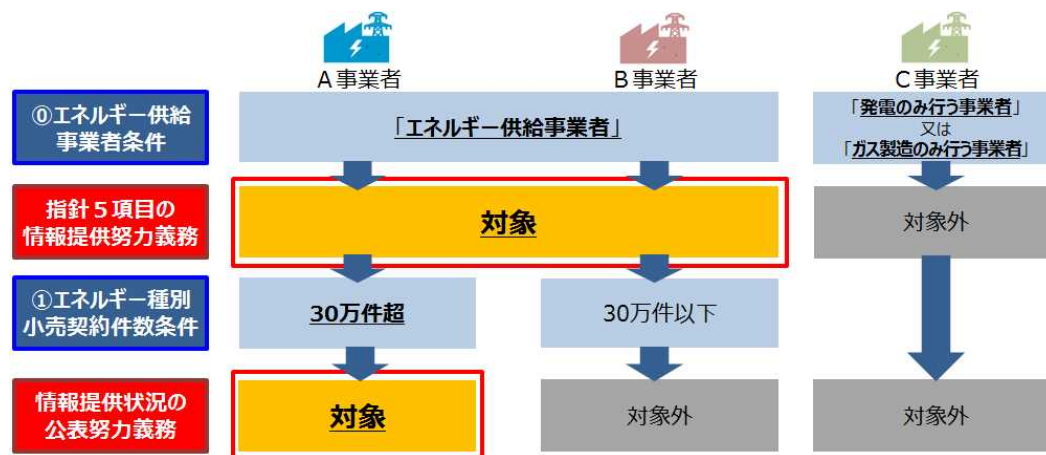 A事業者
B事業者
C事業者
⓪エネルギー供給
事業者条件
「エネルギー供給事業者」
「発電のみ行う事業者」
又は
「ガス製造のみ行う事業者」
指針５項目の
情報提供努力義務
対象
対象外
①エネルギー種別
小売契約件数条件
30万件超
30万件以下
情報提供状況の
公表努力義務
対象
対象外
対象外